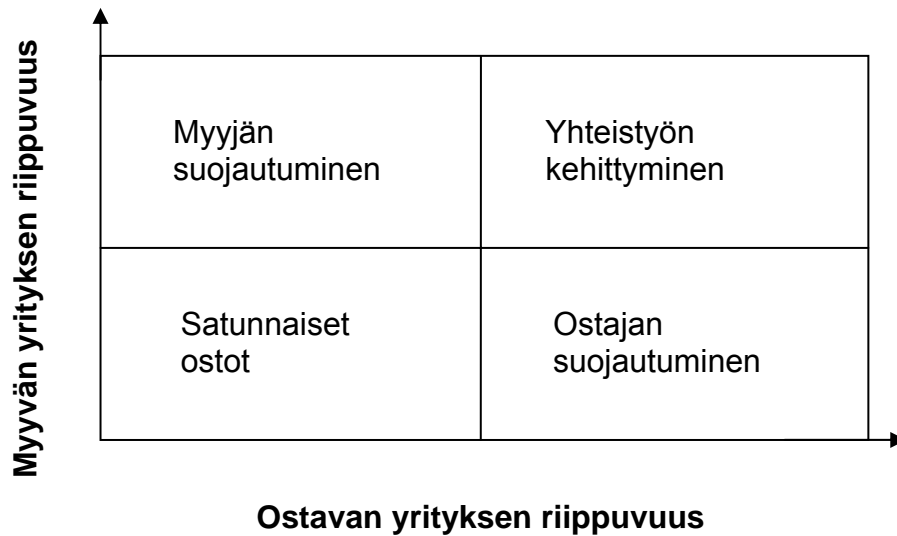 Myyvän yrityksen riippuvuus
Myyjän
suojautuminen
Yhteistyön
kehittyminen
Satunnaiset
ostot
Ostajan
suojautuminen
Ostavan yrityksen riippuvuus